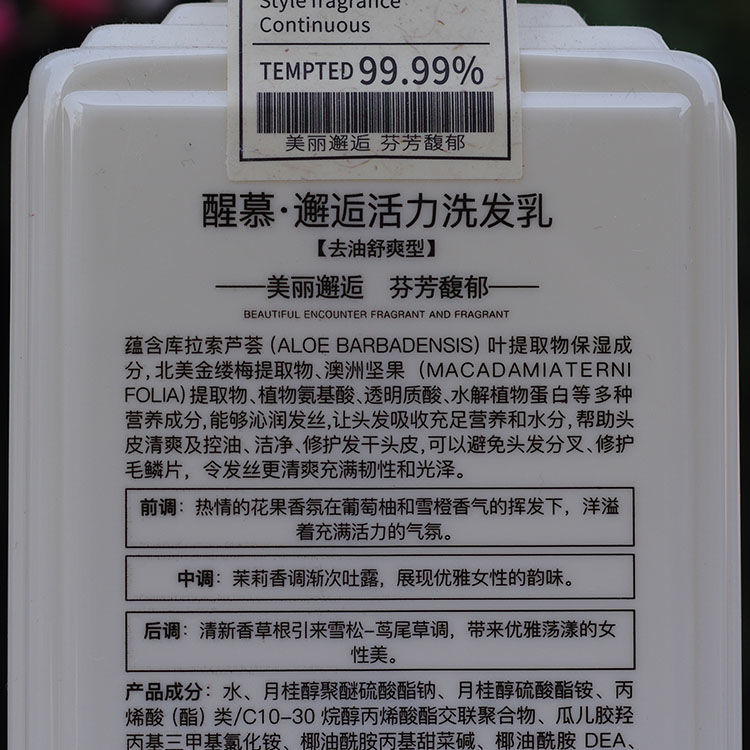 Style fragrance
Continuous
TEMPTED 99.99%
美丽邂逅 芬芳馥郁
醒慕·邂逅活力洗发乳
【去油舒爽型】
美丽邂逅 芬芳馥郁
BEAUTIFUL ENCOUNTER FRAGRANT AND FRAGRANT
蕴含库拉索芦荟(ALOE BARBADENSIS)叶提取物保湿成
分,北美金缕梅提取物、澳洲坚果(MACADAMIATERNI
FOLIA)提取物、植物氨基酸、透明质酸、水解植物蛋白等多种
营养成分,能够沁润发丝,让头发吸收充足营养和水分,帮助头
皮清爽及控油、洁净、修护发干头皮,可以避免头发分叉、修护
毛鳞片，令发丝更清爽充满韧性和光泽。
前调：热情的花果香氛在葡萄柚和雪橙香气的挥发下，洋溢
着充满活力的气氛。
中调：茉莉香调渐次吐露，展现优雅女性的韵味。
后调：清新香草根引来雪松-鸢尾草调，带来优雅荡漾的女
性美。
产品成分：水、月桂醇聚醚硫酸酯钠、月桂醇硫酸酯铵、丙
烯酸（酯）类/C10-30 烷醇丙烯酸酯交联聚合物、瓜儿胶羟
丙基三甲基氯化铵、椰油酰胺丙基甜菜碱、椰油酰胺 DEA、